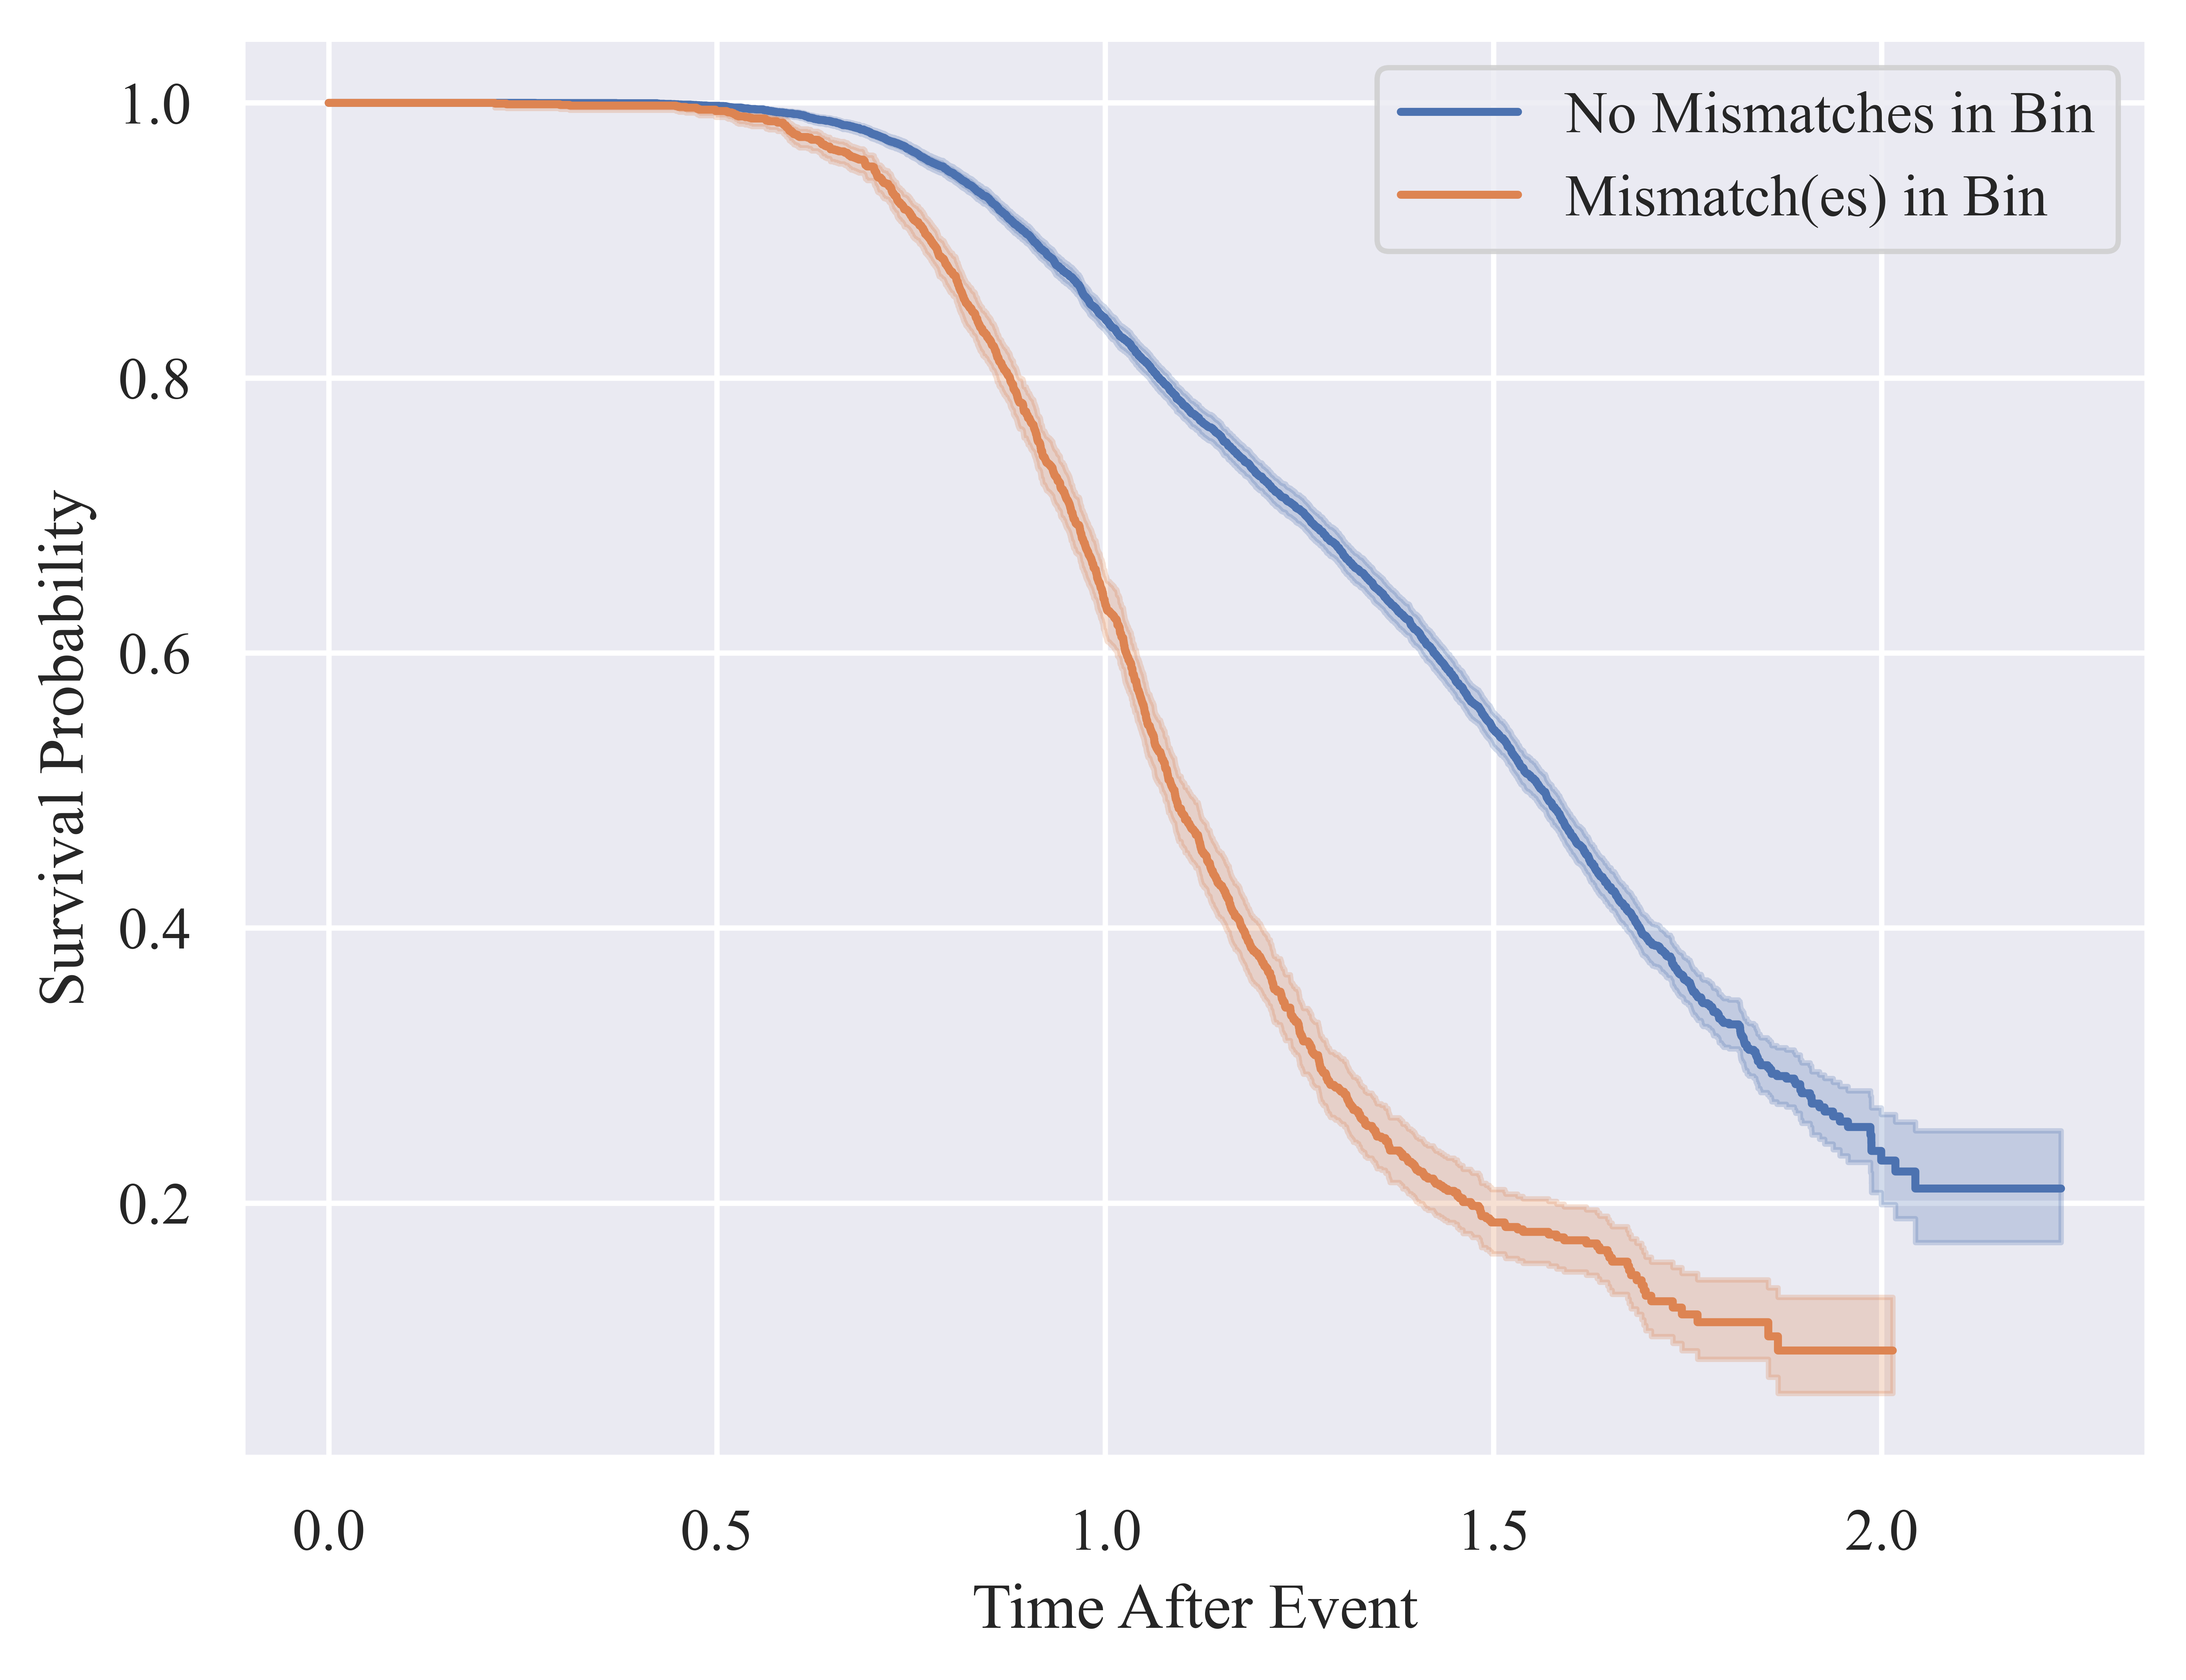 No Mismatches in Bin
Mismatch(es) in Bin
1.0
0.8
0.6
0.4
0.2
Survival Probability
0.0 0.5 1.0 1.5 2.0
Time After Event